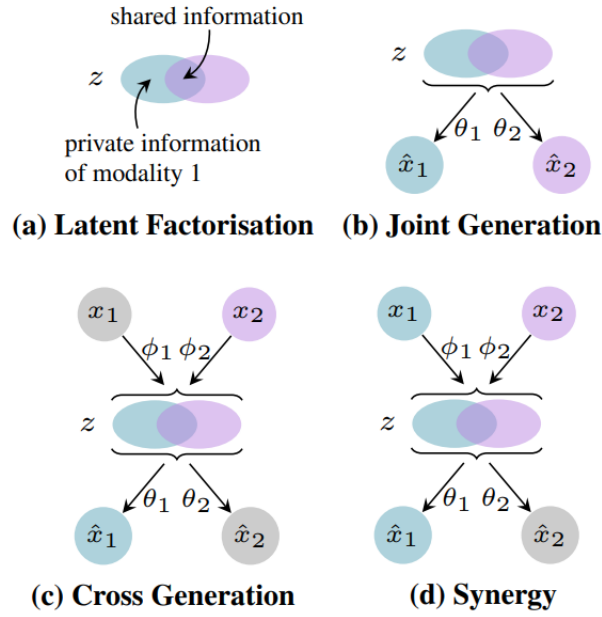 shared information
z
private information
of modality 1
(a) Latent Factorisation
z
θ₁ θ₂
x̂₁ x̂₂
(b) Joint Generation
x₁ x₂
ϕ₁ ϕ₂
z
θ₁ θ₂
x̂₁ x̂₂
(c) Cross Generation
x₁ x₂
ϕ₁ ϕ₂
z
θ₁ θ₂
x̂₁ x̂₂
(d) Synergy